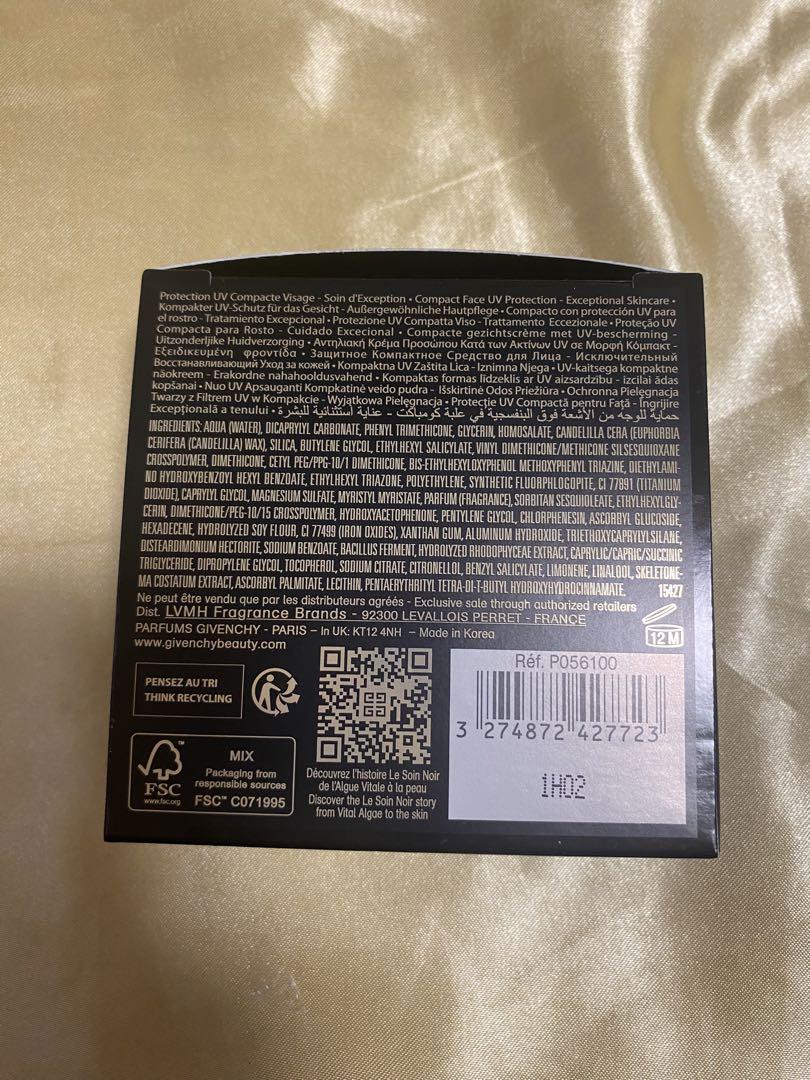 Protection UV Compacte Visage - Soin d'Exception • Compact Face UV Protection - Exceptional Skincare •
Kompakter UV-Schutz für das Gesicht - Außergewöhnliche Hautpflege • Compacto con protección UV para
el rostro - Tratamiento Excepcional • Protezione UV Compatta Viso - Trattamento Eccezionale • Proteção UV
Compacta para Rosto - Cuidado Excecional • Compacte gezichtscrème met UV-bescherming -
Uitzonderlijke Huidverzorging • Αντηλιακή Κρέμα Προσώπου Κατά των Ακτίνων UV σε Μορφή Κόμπακτ -
Εξειδικευμένη φροντίδα • Защитное Компактное Средство для Лица - Исключительный
Восстанавливающий Уход за кожей • Kompaktna UV Zaštita Lica - Iznimna Njega • UV-kaitsega kompaktne
näokreem - Erakordne nahahooldusvahend • Kompaktas formas līdzeklis ar UV aizsardzību - izcilai ādas
kopšanai • Nuo UV Apsauganti Kompaktinė veido pudra - Išskirtinė Odos Priežiūra • Ochronna Pielęgnacja
Twarzy z Filtrem UV w Kompakcie - Wyjątkowa Pielęgnacja • Protecție UV Compactă pentru Față - Îngrijire
Excepțională a tenului • حماية للوجه من الأشعة فوق البنفسجية في علبة كومباكت - عناية استثنائية للبشرة
INGREDIENTS: AQUA (WATER), DICAPRYLYL CARBONATE, PHENYL TRIMETHICONE, GLYCERIN, HOMOSALATE, CANDELILLA CERA (EUPHORBIA
CERIFERA (CANDELILLA) WAX), SILICA, BUTYLENE GLYCOL, ETHYLHEXYL SALICYLATE, VINYL DIMETHICONE/METHICONE SILSESQUIOXANE
CROSSPOLYMER, DIMETHICONE, CETYL PEG/PPG-10/1 DIMETHICONE, BIS-ETHYLHEXYLOXYPHENOL METHOXYPHENYL TRIAZINE, DIETHYLAMI-
NO HYDROXYBENZOYL HEXYL BENZOATE, ETHYLHEXYL TRIAZONE, POLYETHYLENE, SYNTHETIC FLUORPHLOGOPITE, CI 77891 (TITANIUM
DIOXIDE), CAPRYLYL GLYCOL, MAGNESIUM SULFATE, MYRISTYL MYRISTATE, PARFUM (FRAGRANCE), SORBITAN SESQUIOLEATE, ETHYLHEXYLGLY-
CERIN, DIMETHICONE/PEG-10/15 CROSSPOLYMER, HYDROXYACETOPHENONE, PENTYLENE GLYCOL, CHLORPHENESIN, ASCORBYL GLUCOSIDE,
HEXADECENE, HYDROLYZED SOY FLOUR, CI 77499 (IRON OXIDES), XANTHAN GUM, ALUMINUM HYDROXIDE, TRIETHOXYCAPRYLYLSILANE,
DISTEARDIMONIUM HECTORITE, SODIUM BENZOATE, BACILLUS FERMENT, HYDROLYZED RHODOPHYCEAE EXTRACT, CAPRYLIC/CAPRIC/SUCCINIC
TRIGLYCERIDE, DIPROPYLENE GLYCOL, TOCOPHEROL, SODIUM CITRATE, CITRONELLOL, BENZYL SALICYLATE, LIMONENE, LINALOOL, SKELETONE-
MA COSTATUM EXTRACT, ASCORBYL PALMITATE, LECITHIN, PENTAERYTHRITYL TETRA-DI-T-BUTYL HYDROXYHYDROCINNAMATE. 15427
Ne peut être vendu que par les distributeurs agréés - Exclusive sale through authorized retailers
Dist. LVMH Fragrance Brands - 92300 LEVALLOIS PERRET - FRANCE
PARFUMS GIVENCHY - PARIS – In UK: KT12 4NH – Made in Korea
www.givenchybeauty.com
12 M
PENSEZ AU TRI
THINK RECYCLING
FSC™
www.fsc.org
MIX
Packaging from
responsible sources
FSC™ C071995
Découvrez l'histoire Le Soin Noir
de l'Algue Vitale à la peau
Discover the Le Soin Noir story
from Vital Algae to the skin
Réf. P056100
3 274872 427723
1H02